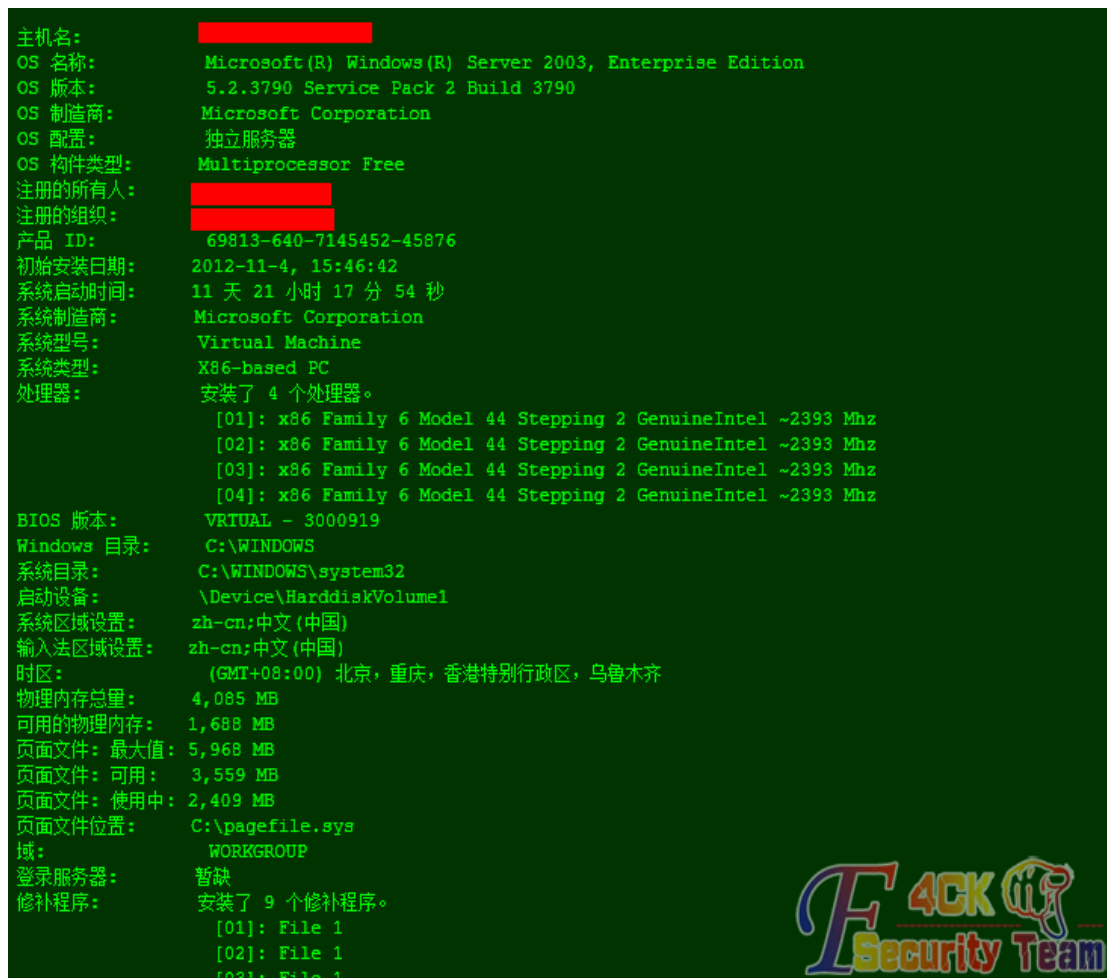 主机名:
OS 名称: Microsoft(R) Windows(R) Server 2003, Enterprise Edition
OS 版本: 5.2.3790 Service Pack 2 Build 3790
OS 制造商: Microsoft Corporation
OS 配置: 独立服务器
OS 构件类型: Multiprocessor Free
注册的所有人:
注册的组织:
产品 ID: 69813-640-7145452-45876
初始安装日期: 2012-11-4, 15:46:42
系统启动时间: 11 天 21 小时 17 分 54 秒
系统制造商: Microsoft Corporation
系统型号: Virtual Machine
系统类型: X86-based PC
处理器: 安装了 4 个处理器。
[01]: x86 Family 6 Model 44 Stepping 2 GenuineIntel ~2393 Mhz
[02]: x86 Family 6 Model 44 Stepping 2 GenuineIntel ~2393 Mhz
[03]: x86 Family 6 Model 44 Stepping 2 GenuineIntel ~2393 Mhz
[04]: x86 Family 6 Model 44 Stepping 2 GenuineIntel ~2393 Mhz
BIOS 版本: VRTUAL - 3000919
Windows 目录: C:\WINDOWS
系统目录: C:\WINDOWS\system32
启动设备: \Device\HarddiskVolume1
系统区域设置: zh-cn;中文(中国)
输入法区域设置: zh-cn;中文(中国)
时区: (GMT+08:00) 北京，重庆，香港特别行政区，乌鲁木齐
物理内存总量: 4,085 MB
可用的物理内存: 1,688 MB
页面文件: 最大值: 5,968 MB
页面文件: 可用: 3,559 MB
页面文件: 使用中: 2,409 MB
页面文件位置: C:\pagefile.sys
域: WORKGROUP
登录服务器: 暂缺
修补程序: 安装了 9 个修补程序。
[01]: File 1
[02]: File 1
[03]: File 1
F4CK
Security Team